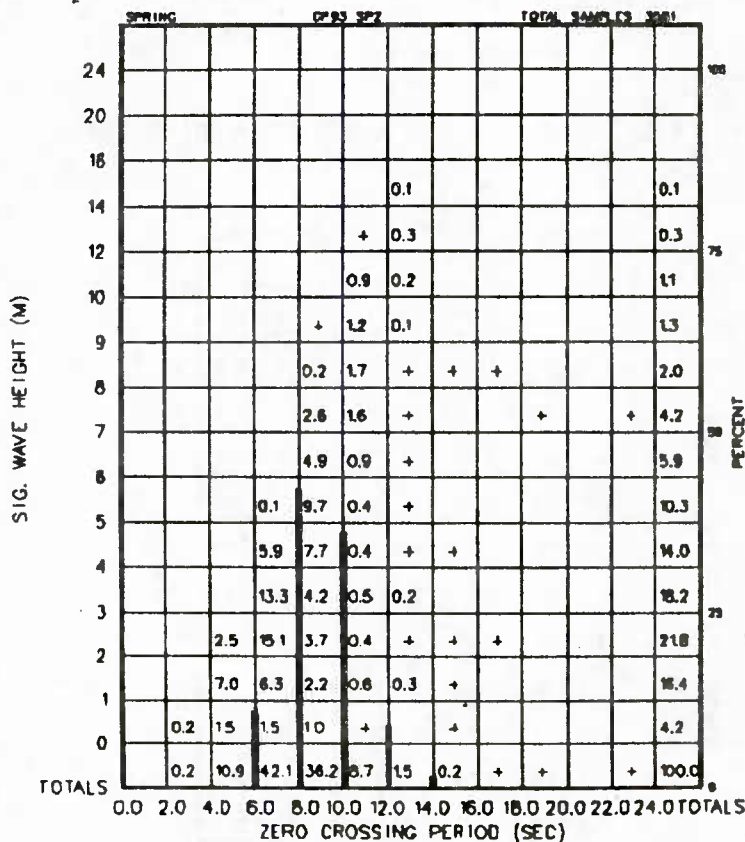 SPRING SP2 TOTAL SAMPLES
24 100
20
16
0.1 0.1
14
+ 0.3 0.3
12 75
0.9 0.2 1.1
10
+ 1.2 0.1 1.3
9
0.2 1.7 + + + 2.0
8
2.6 1.6 + + + 4.2
7 50
4.9 0.9 + 5.9
6
0.1 9.7 0.4 + 10.3
5
5.9 7.7 0.4 + + 14.0
4
13.3 4.2 0.5 0.2 18.2
3 25
2.5 15.1 3.7 0.4 + + + 21.8
2
7.0 6.3 2.2 0.6 0.3 + 16.4
1
0.2 1.5 1.5 1.0 + + 4.2
0
0.2 10.9 42.1 36.2 8.7 1.5 0.2 + + + 100.0
TOTALS 0
0.0 2.0 4.0 6.0 8.0 10.0 12.0 14.0 16.0 18.0 20.0 22.0 24.0 TOTALS
ZERO CROSSING PERIOD (SEC)
SIG. WAVE HEIGHT (M)
PERCENT